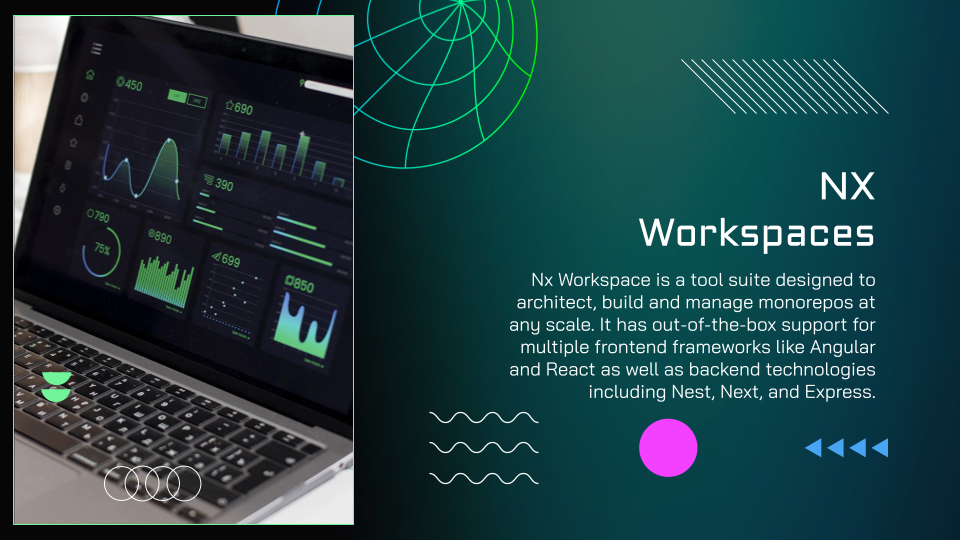 450
690
390
790
75%
890
699
850
NX
Workspaces
Nx Workspace is a tool suite designed to
architect, build and manage monorepos at
any scale. It has out-of-the-box support for
multiple frontend frameworks like Angular
and React as well as backend technologies
including Nest, Next, and Express.